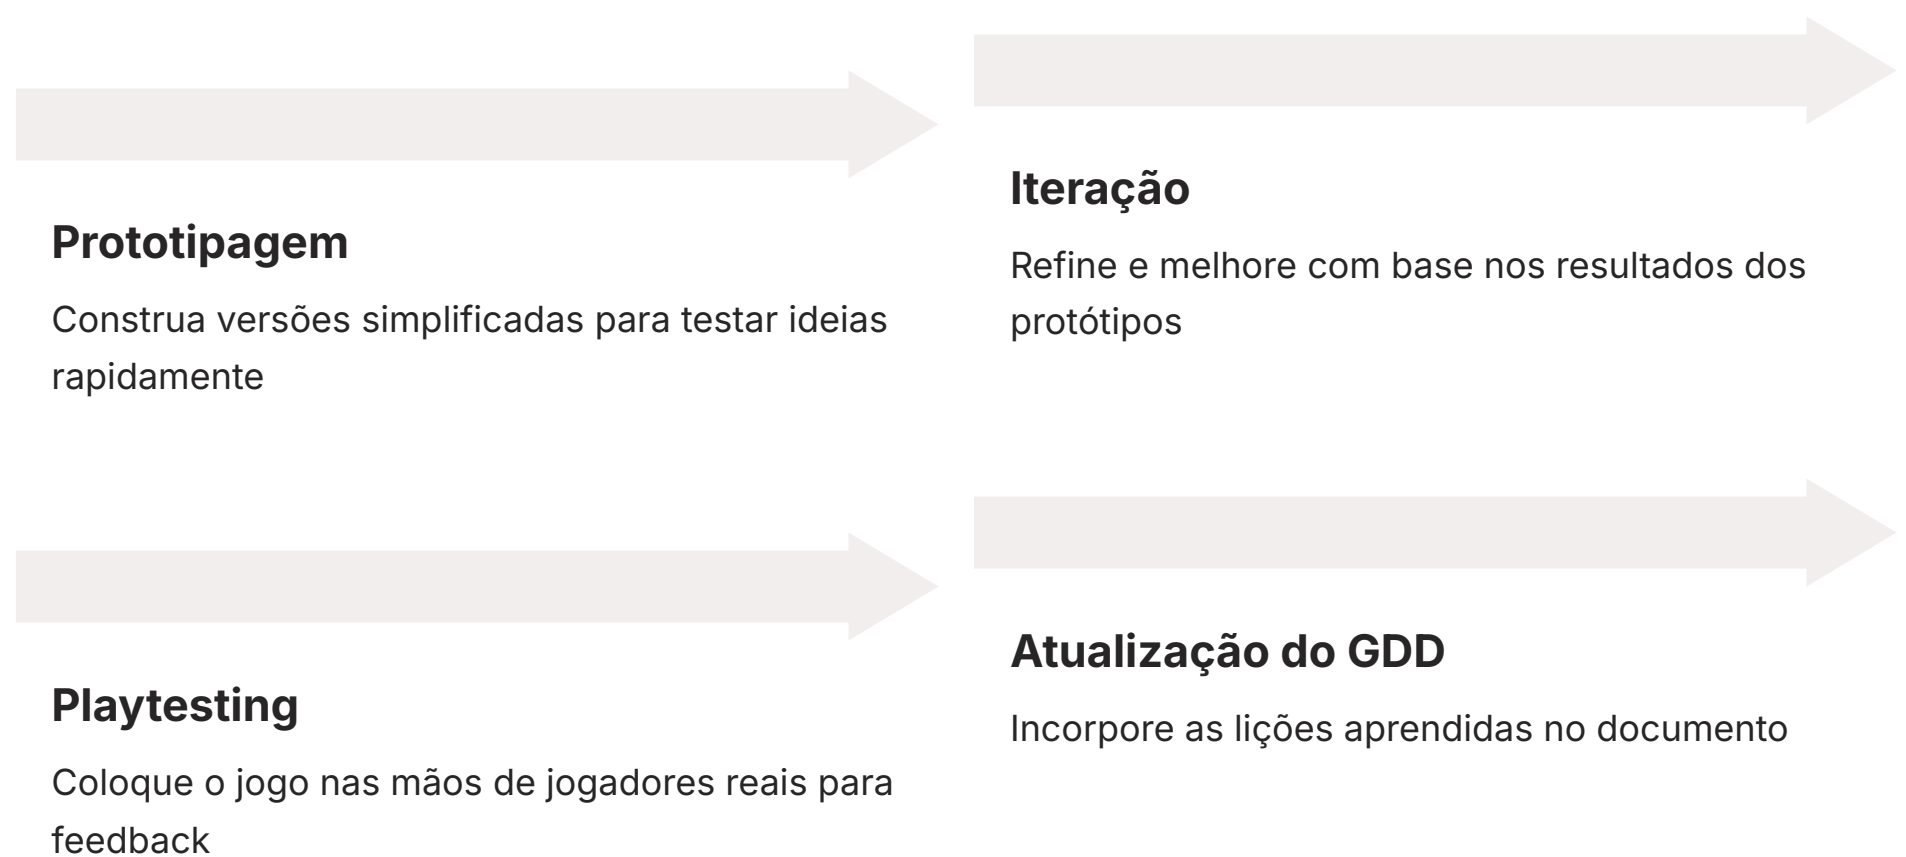 Prototipagem
Construa versões simplificadas para testar ideias
rapidamente
Iteração
Refine e melhore com base nos resultados dos
protótipos
Playtesting
Coloque o jogo nas mãos de jogadores reais para
feedback
Atualização do GDD
Incorpore as lições aprendidas no documento